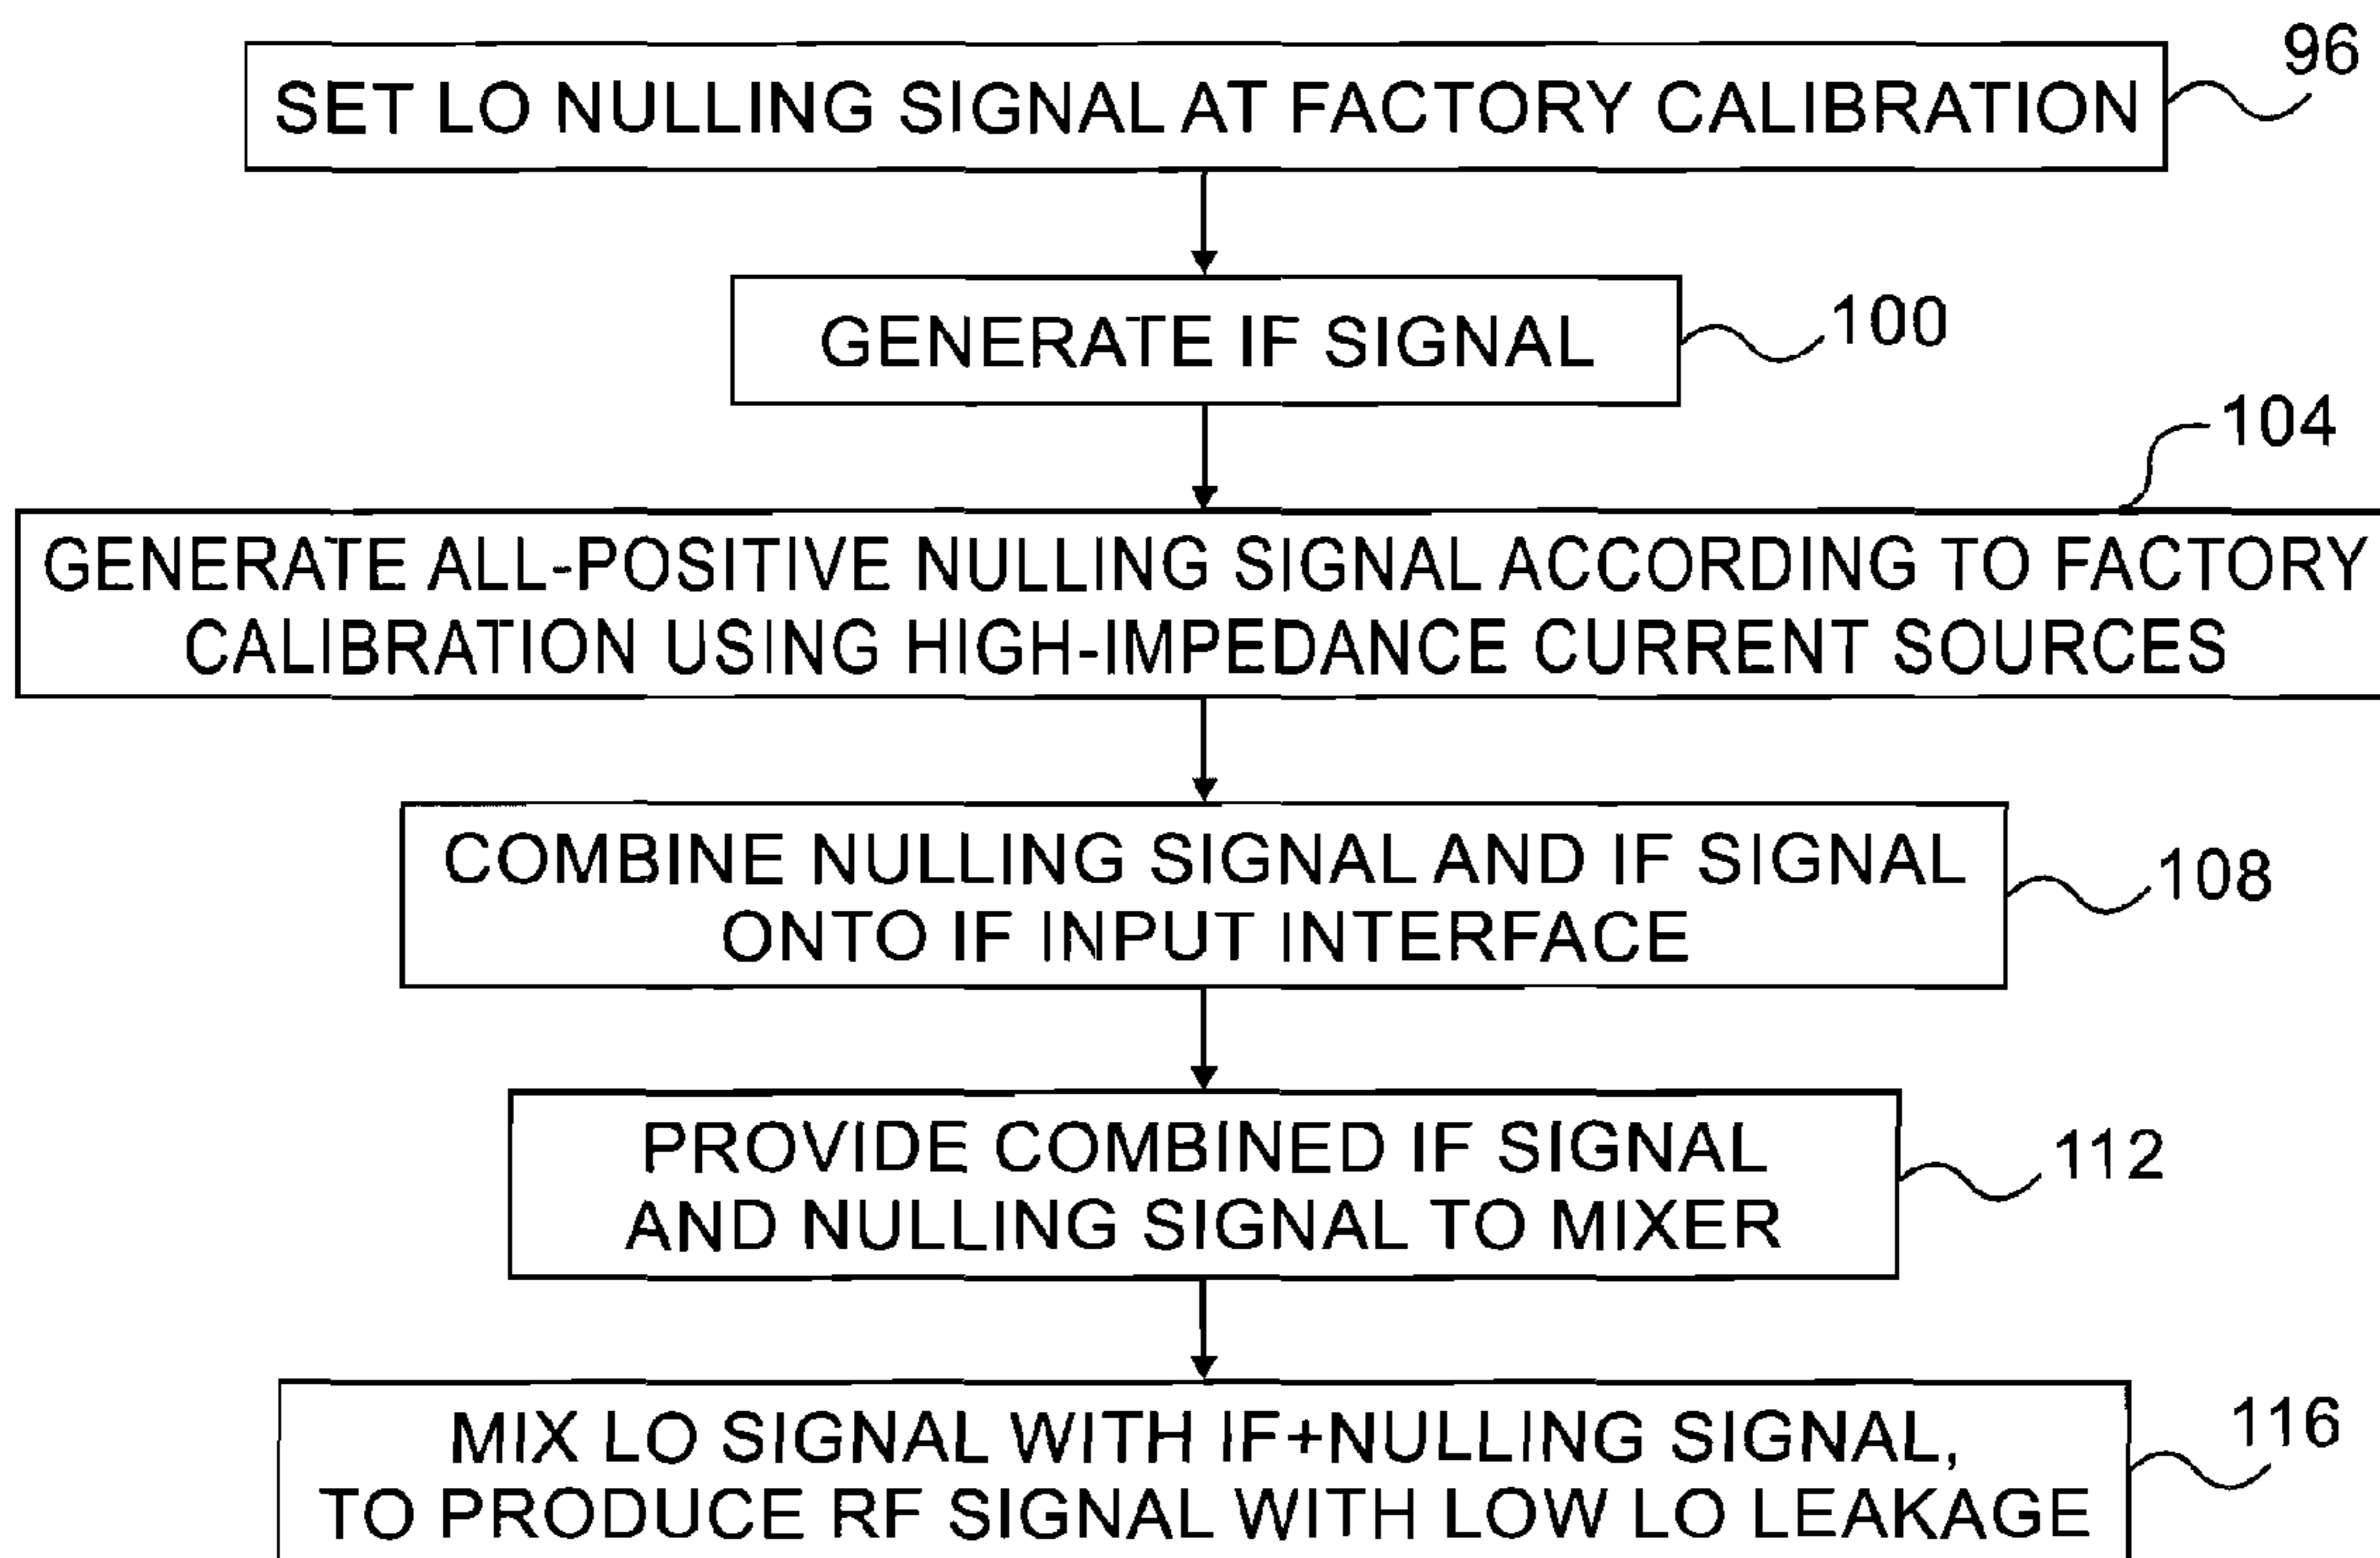 SET LO NULLING SIGNAL AT FACTORY CALIBRATION
96
GENERATE IF SIGNAL
100
104
GENERATE ALL-POSITIVE NULLING SIGNAL ACCORDING TO FACTORY
CALIBRATION USING HIGH-IMPEDANCE CURRENT SOURCES
COMBINE NULLING SIGNAL AND IF SIGNAL
ONTO IF INPUT INTERFACE
108
PROVIDE COMBINED IF SIGNAL
AND NULLING SIGNAL TO MIXER
112
MIX LO SIGNAL WITH IF+NULLING SIGNAL,
TO PRODUCE RF SIGNAL WITH LOW LO LEAKAGE
116